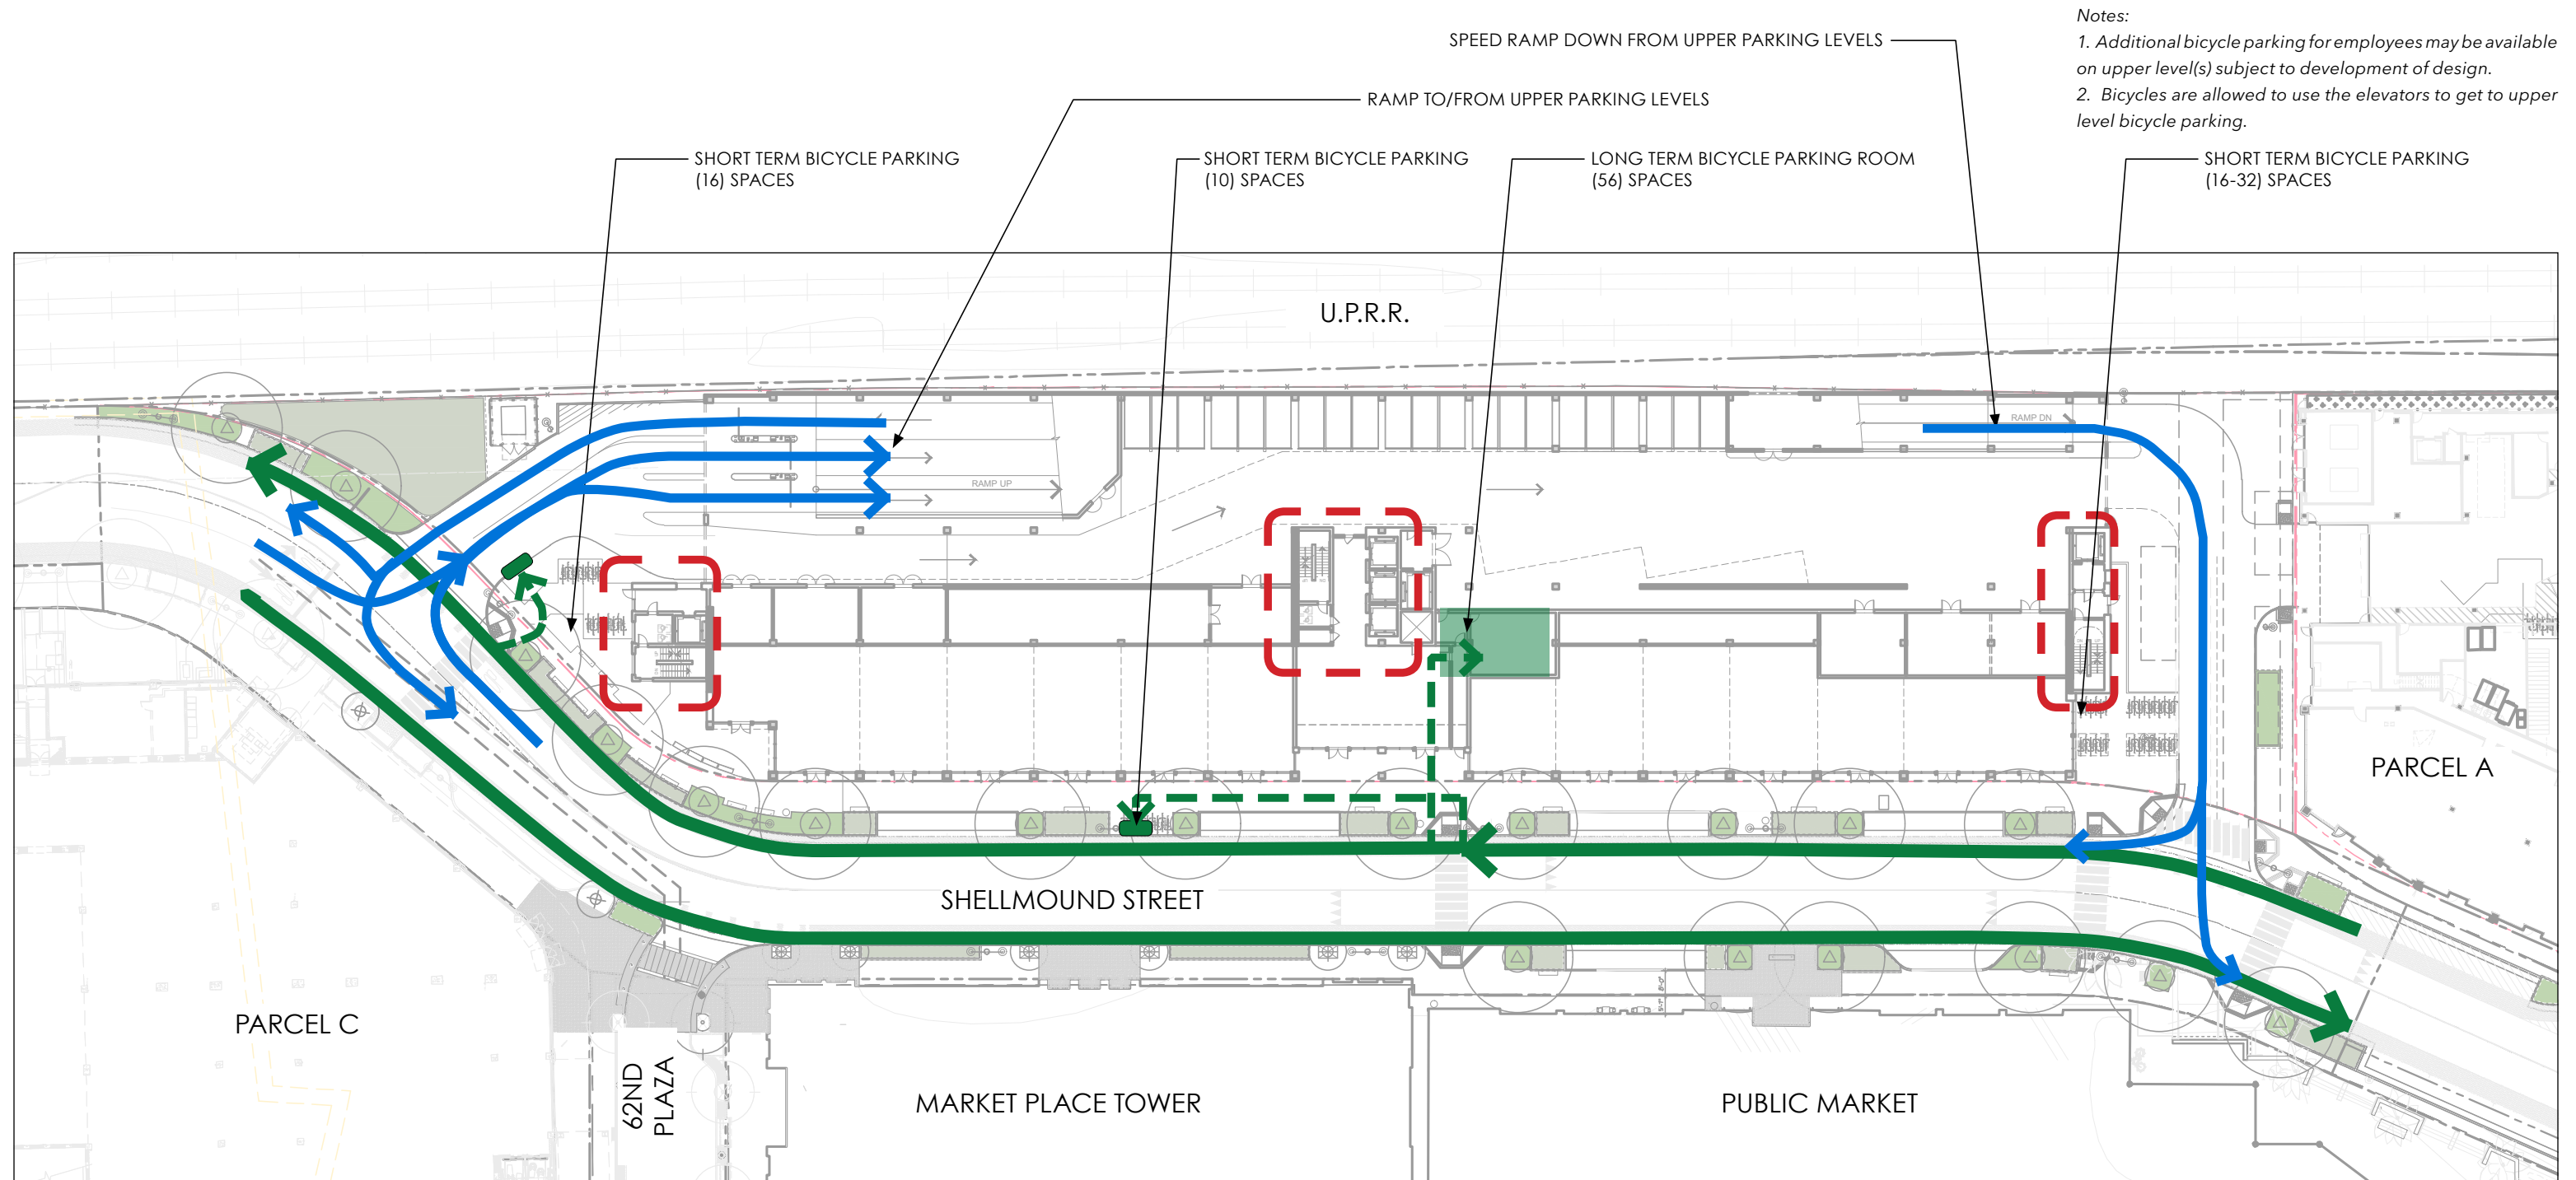 Notes:
1. Additional bicycle parking for employees may be available
on upper level(s) subject to development of design.
2. Bicycles are allowed to use the elevators to get to upper
level bicycle parking.
SPEED RAMP DOWN FROM UPPER PARKING LEVELS
RAMP TO/FROM UPPER PARKING LEVELS
SHORT TERM BICYCLE PARKING
(16) SPACES
SHORT TERM BICYCLE PARKING
(10) SPACES
LONG TERM BICYCLE PARKING ROOM
(56) SPACES
SHORT TERM BICYCLE PARKING
(16-32) SPACES
U.P.R.R.
RAMP DN
RAMP UP
PARCEL A
SHELLMOUND STREET
PARCEL C
62ND
PLAZA
MARKET PLACE TOWER
PUBLIC MARKET